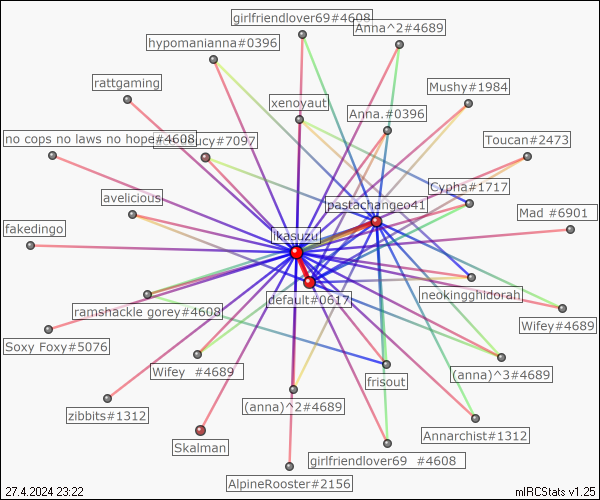 girlfriendlover69#4608
Anna^2#4689
hypomanianna#0396
rattgaming
Mushy#1984
xenoyaut
Anna.#0396
no cops no laws no hope#4608
ucy#7097
Toucan#2473
Cypha#1717
avelicious
lpastachangeo41
Mad #6901
fakedingo
ikasuzu
default#0617
neokingghidorah
ramshackle gorey#4608
Wifey#4689
Soxy Foxy#5076
Wifey #4689
frisout
(anna)^3#4689
zibbits#1312
(anna)^2#4689
Annarchist#1312
Skalman
girlfriendlover69 #4608
AlpineRooster#2156
27.4.2024 23:22
mIRCStats v1.25